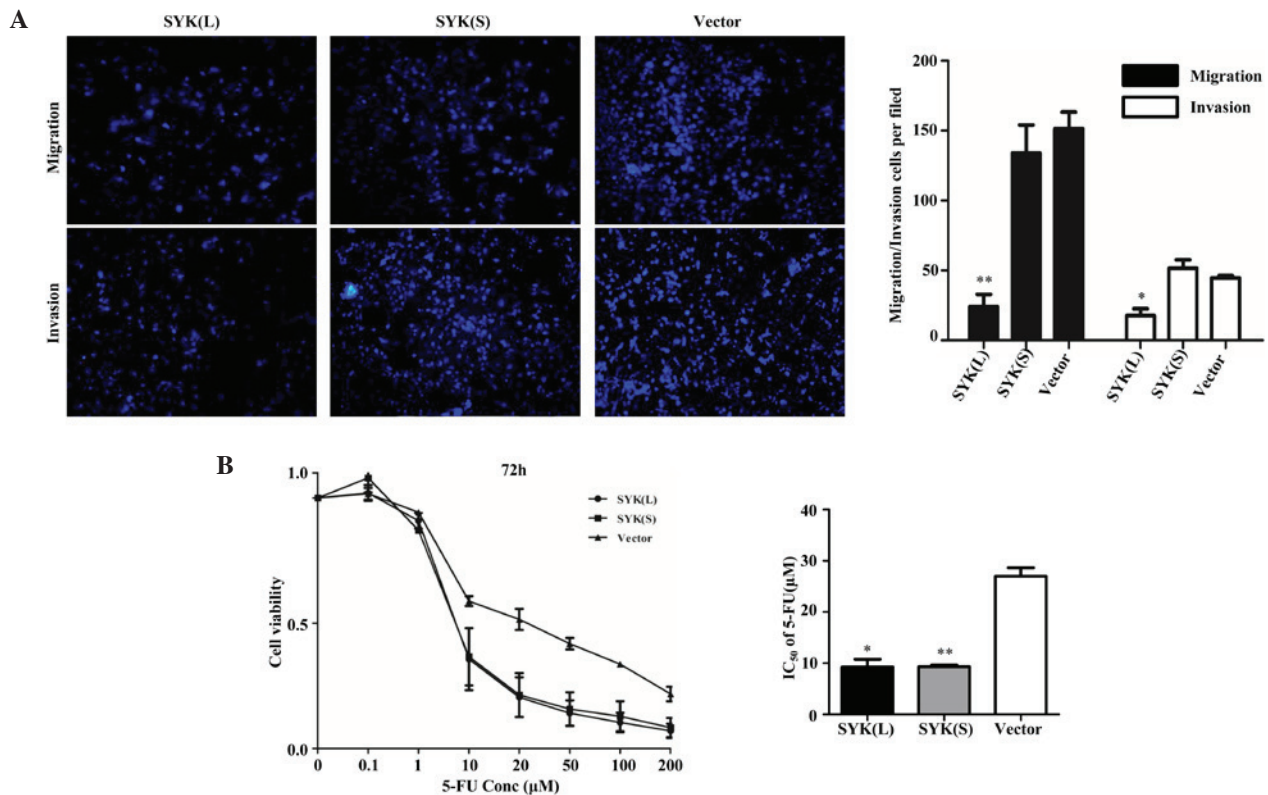 A
SYK(L)
SYK(S)
Vector
Migration
Invasion
Migration/Invasion cells per filed
200
150
100
50
0
Migration
Invasion
**
*
SYK(L)
SYK(S)
Vector
SYK(L)
SYK(S)
Vector
B
72h
Cell viability
1.0
0.5
0.0
SYK(L)
SYK(S)
Vector
0
0.1
1
10
20
50
100
200
5-FU Conc (µM)
IC50 of 5-FU(µM)
40
30
20
10
0
*
**
SYK(L)
SYK(S)
Vector